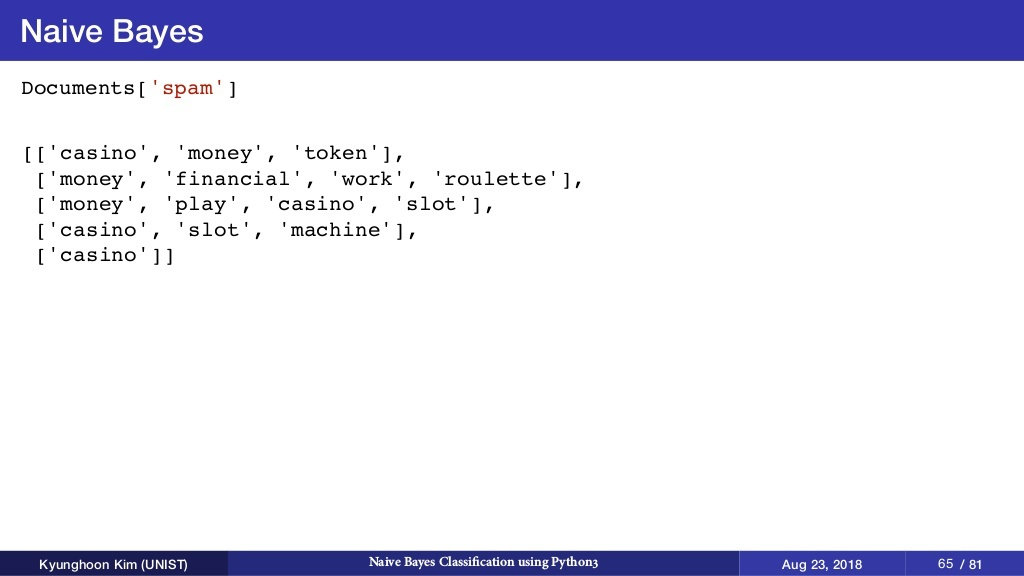 Naive Bayes
Documents['spam']
[['casino', 'money', 'token'],
['money', 'financial', 'work', 'roulette'],
['money', 'play', 'casino', 'slot'],
['casino', 'slot', 'machine'],
['casino']]
Kyunghoon Kim (UNIST) Naive Bayes Classification using Python3 Aug 23, 2018 65 / 81